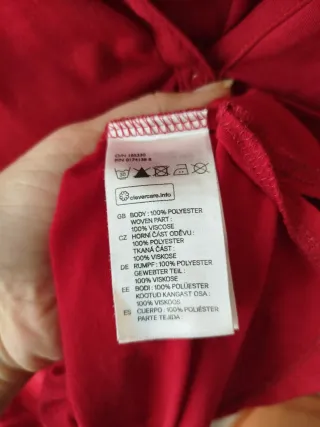 clevercare.info
GB BODY : 100% POLYESTER
WOVEN PART :
100% VISCOSE
CZ HORNÍ ČÁST ODĚVU :
100% POLYESTER
TKANÁ ČÁST :
100% VISKOSE
DE RUMPF: 100% POLYESTER
GEWEBTER TEIL :
100% VISKOSE
EE BODI : 100% POLÜESTER
KOOTUD KANGAST OSA :
100% VISKOOS
ES CUERPO : 100% POLIÉSTER
PARTE TEJIDA :